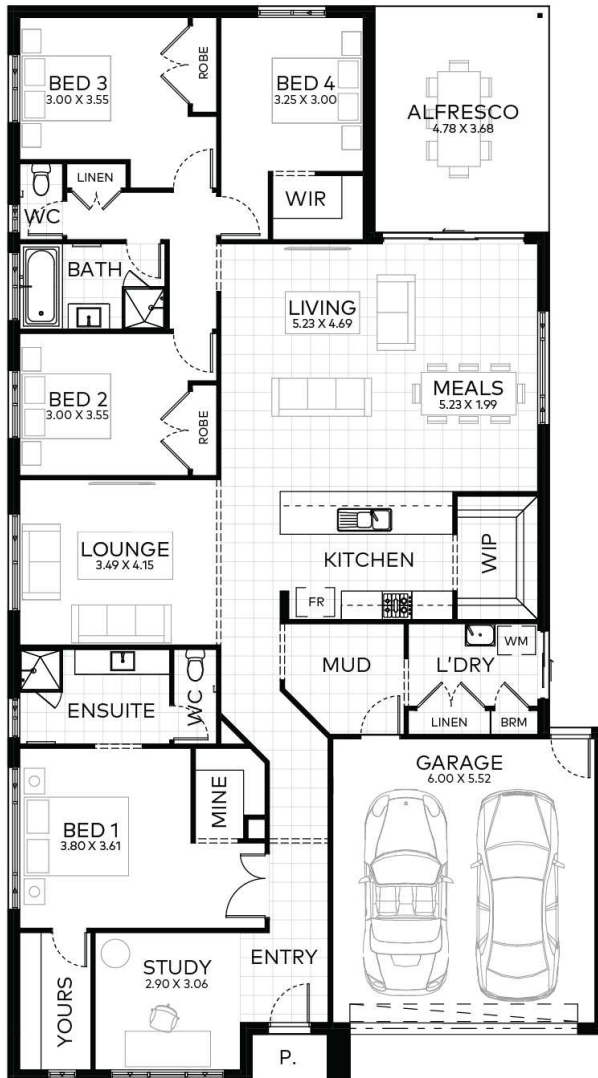 BED 3
3.00 X 3.55
ROBE
BED 4
3.25 X 3.00
ALFRESCO
4.78 X 3.68
LINEN
WC
WIR
BATH
LIVING
5.23 X 4.69
BED 2
3.00 X 3.55
ROBE
MEALS
5.23 X 1.99
LOUNGE
3.49 X 4.15
KITCHEN
WIP
FR
MUD
L'DRY
WM
ENSUITE
WC
LINEN
BRM
GARAGE
6.00 X 5.52
MINE
BED 1
3.80 X 3.61
YOURS
STUDY
2.90 X 3.06
ENTRY
P.